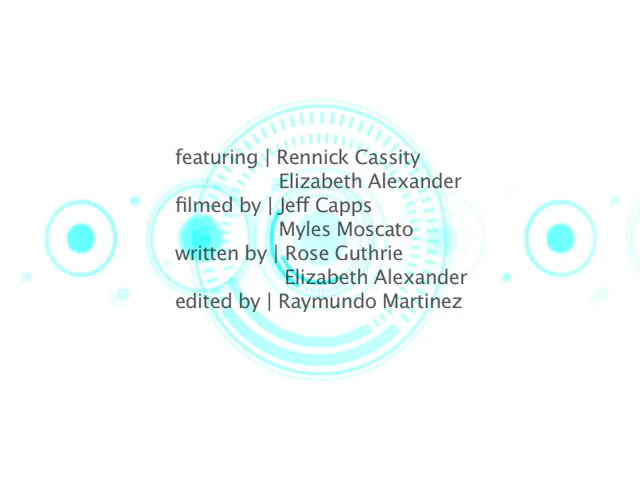 featuring | Rennick Cassity
Elizabeth Alexander
filmed by | Jeff Capps
Myles Moscato
written by | Rose Guthrie
Elizabeth Alexander
edited by | Raymundo Martinez